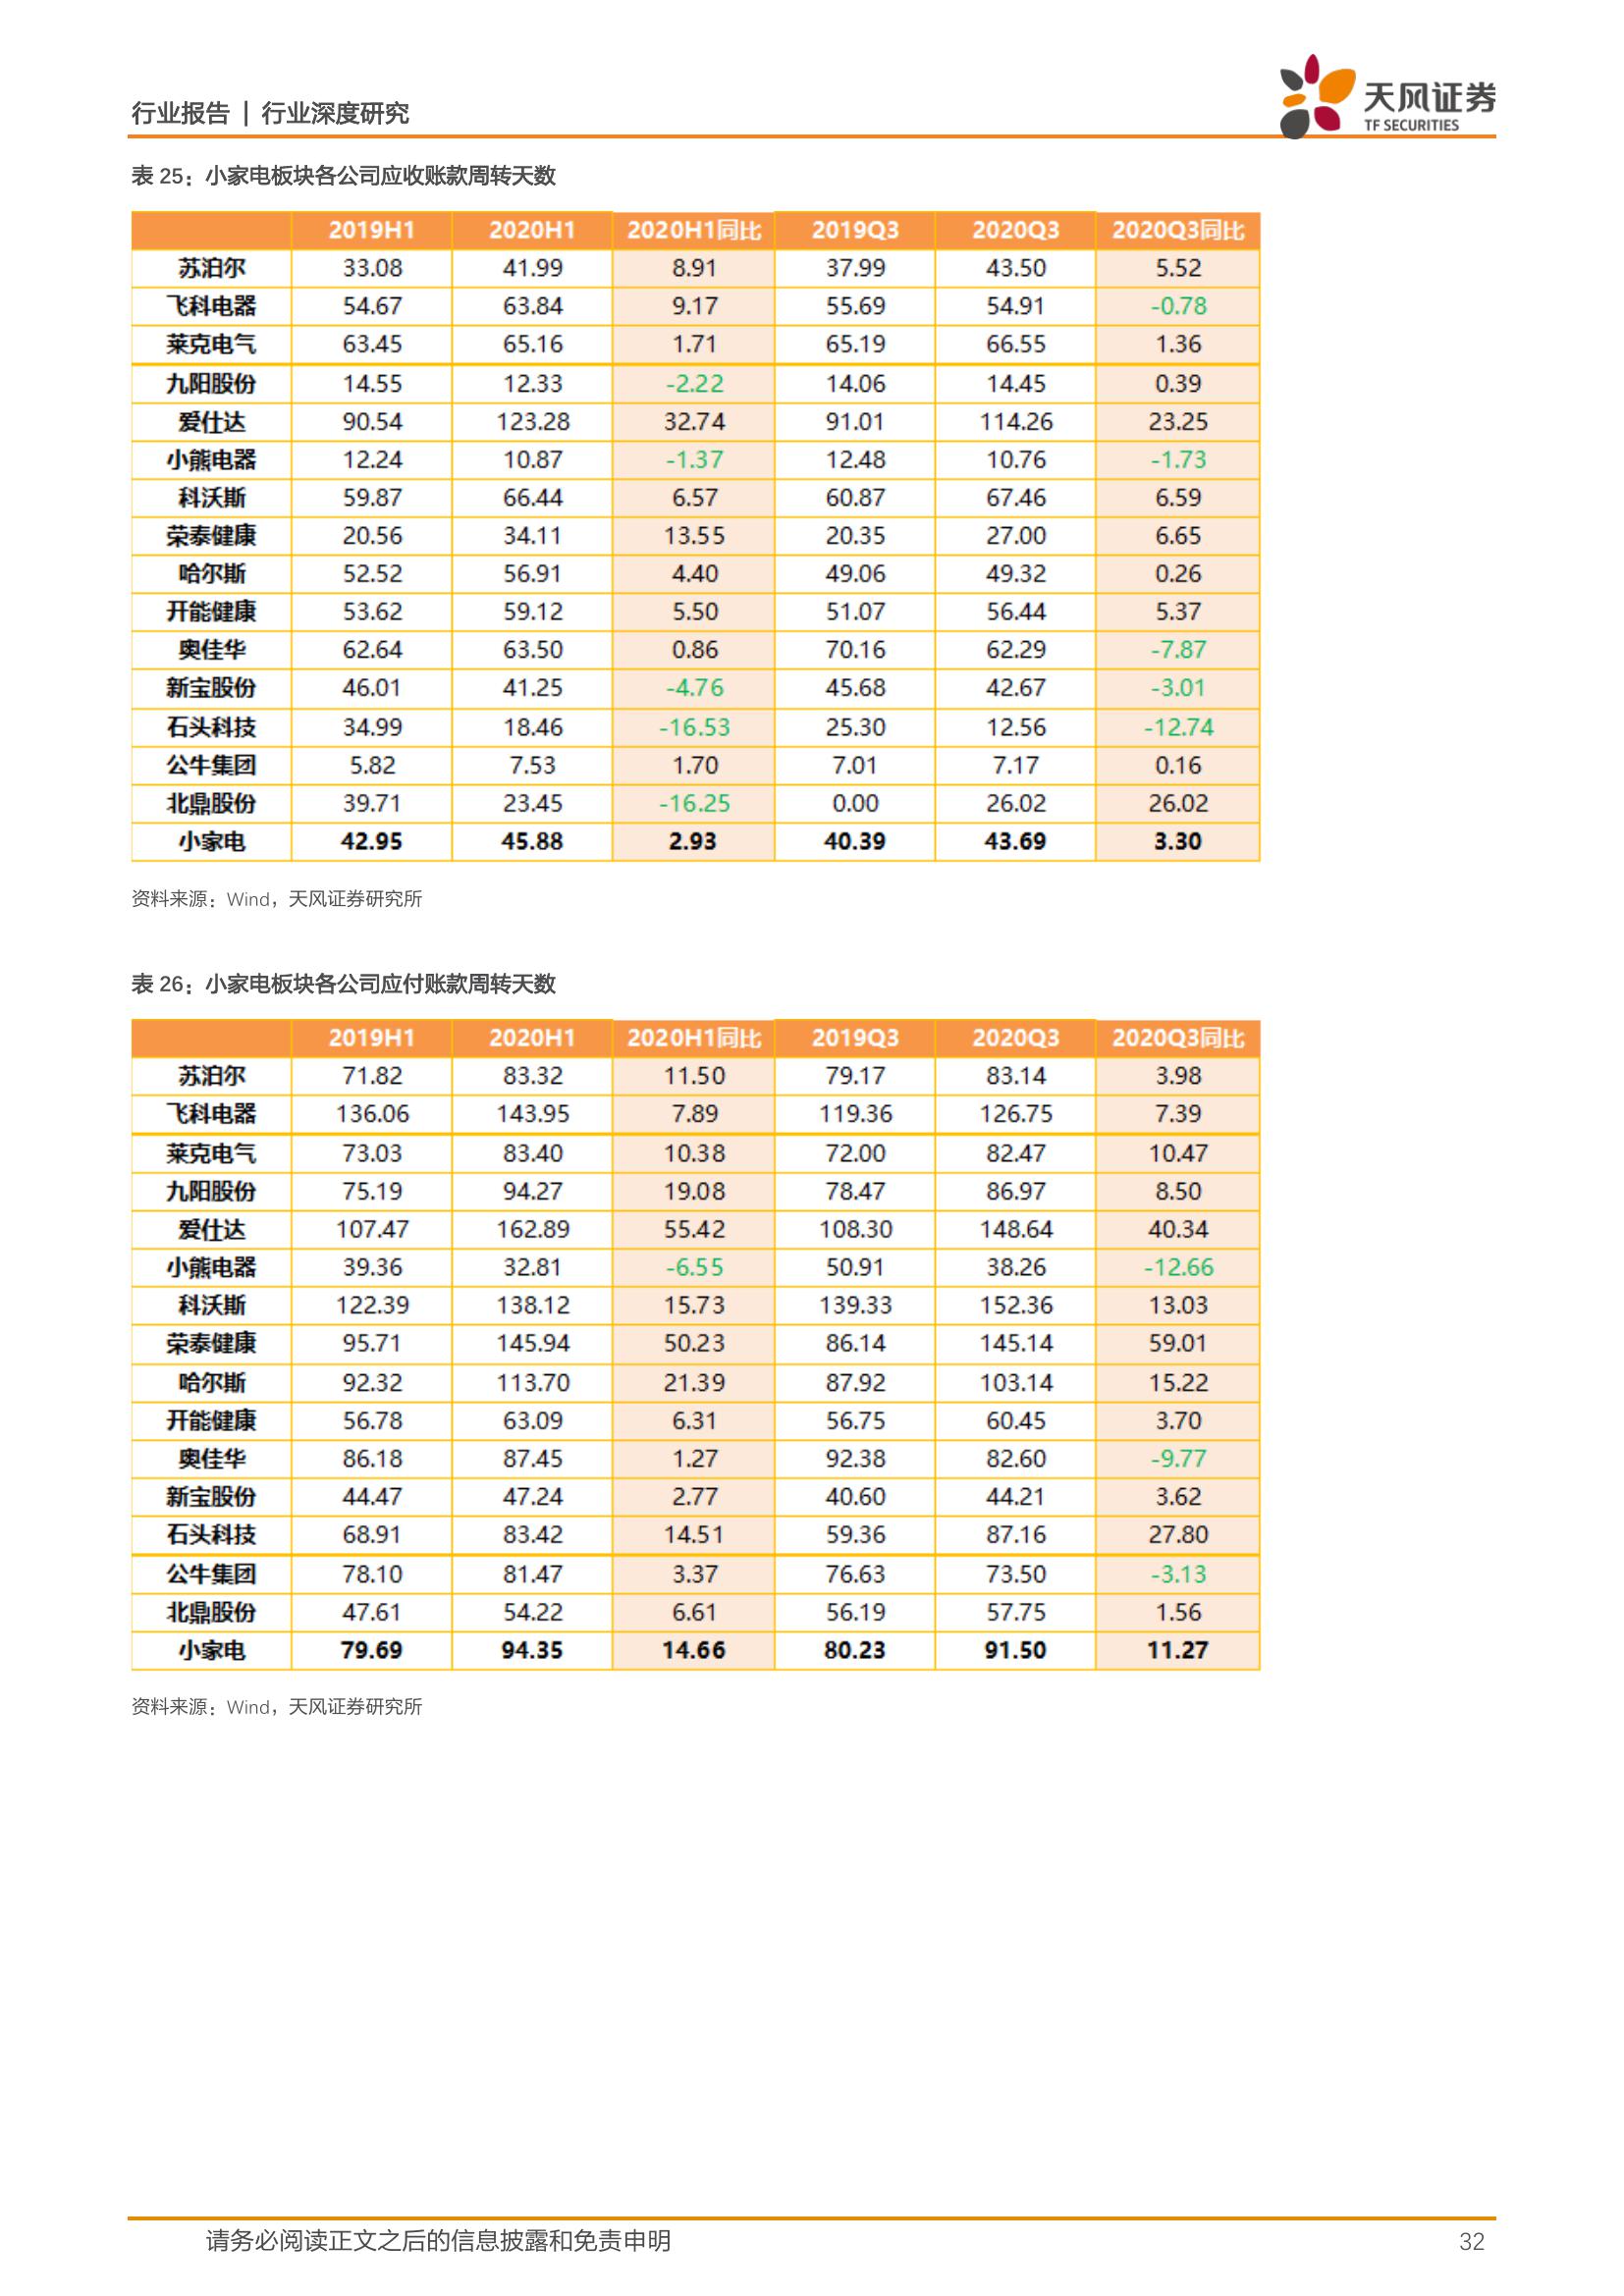 行业报告 | 行业深度研究
天风证券
TF SECURITIES
表 25：小家电板块各公司应收账款周转天数
2019H1 2020H1 2020H1同比 2019Q3 2020Q3 2020Q3同比
苏泊尔 33.08 41.99 8.91 37.99 43.50 5.52
飞科电器 54.67 63.84 9.17 55.69 54.91 -0.78
莱克电气 63.45 65.16 1.71 65.19 66.55 1.36
九阳股份 14.55 12.33 -2.22 14.06 14.45 0.39
爱仕达 90.54 123.28 32.74 91.01 114.26 23.25
小熊电器 12.24 10.87 -1.37 12.48 10.76 -1.73
科沃斯 59.87 66.44 6.57 60.87 67.46 6.59
荣泰健康 20.56 34.11 13.55 20.35 27.00 6.65
哈尔斯 52.52 56.91 4.40 49.06 49.32 0.26
开能健康 53.62 59.12 5.50 51.07 56.44 5.37
奥佳华 62.64 63.50 0.86 70.16 62.29 -7.87
新宝股份 46.01 41.25 -4.76 45.68 42.67 -3.01
石头科技 34.99 18.46 -16.53 25.30 12.56 -12.74
公牛集团 5.82 7.53 1.70 7.01 7.17 0.16
北鼎股份 39.71 23.45 -16.25 0.00 26.02 26.02
小家电 42.95 45.88 2.93 40.39 43.69 3.30
资料来源：Wind，天风证券研究所
表 26：小家电板块各公司应付账款周转天数
2019H1 2020H1 2020H1同比 2019Q3 2020Q3 2020Q3同比
苏泊尔 71.82 83.32 11.50 79.17 83.14 3.98
飞科电器 136.06 143.95 7.89 119.36 126.75 7.39
莱克电气 73.03 83.40 10.38 72.00 82.47 10.47
九阳股份 75.19 94.27 19.08 78.47 86.97 8.50
爱仕达 107.47 162.89 55.42 108.30 148.64 40.34
小熊电器 39.36 32.81 -6.55 50.91 38.26 -12.66
科沃斯 122.39 138.12 15.73 139.33 152.36 13.03
荣泰健康 95.71 145.94 50.23 86.14 145.14 59.01
哈尔斯 92.32 113.70 21.39 87.92 103.14 15.22
开能健康 56.78 63.09 6.31 56.75 60.45 3.70
奥佳华 86.18 87.45 1.27 92.38 82.60 -9.77
新宝股份 44.47 47.24 2.77 40.60 44.21 3.62
石头科技 68.91 83.42 14.51 59.36 87.16 27.80
公牛集团 78.10 81.47 3.37 76.63 73.50 -3.13
北鼎股份 47.61 54.22 6.61 56.19 57.75 1.56
小家电 79.69 94.35 14.66 80.23 91.50 11.27
资料来源：Wind，天风证券研究所
请务必阅读正文之后的信息披露和免责申明 32